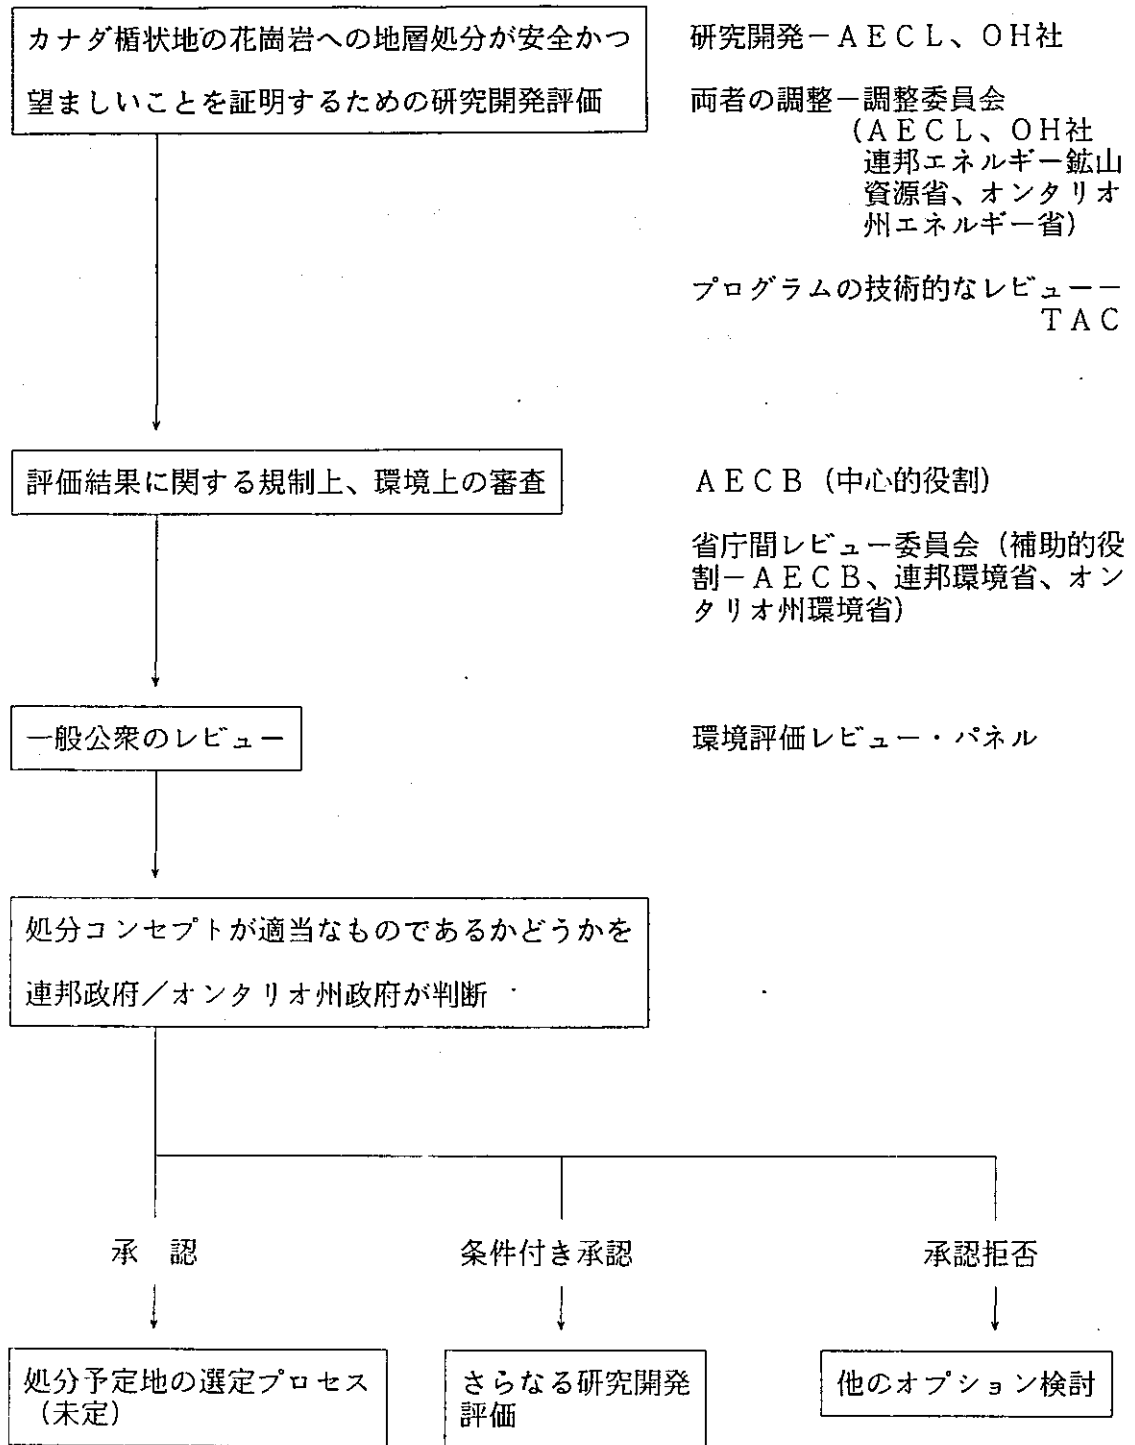 カナダ楯状地の花崗岩への地層処分が安全かつ
望ましいことを証明するための研究開発評価
研究開発－ＡＥＣＬ、ＯＨ社
両者の調整－調整委員会
（ＡＥＣＬ、ＯＨ社
連邦エネルギー鉱山
資源省、オンタリオ
州エネルギー省）
プログラムの技術的なレビュー－
ＴＡＣ
評価結果に関する規制上、環境上の審査
ＡＥＣＢ（中心的役割）
省庁間レビュー委員会（補助的役
割－ＡＥＣＢ、連邦環境省、オン
タリオ州環境省）
一般公衆のレビュー
環境評価レビュー・パネル
処分コンセプトが適当なものであるかどうかを
連邦政府／オンタリオ州政府が判断
承　認
条件付き承認
承認拒否
処分予定地の選定プロセス
（未定）
さらなる研究開発
評価
他のオプション検討